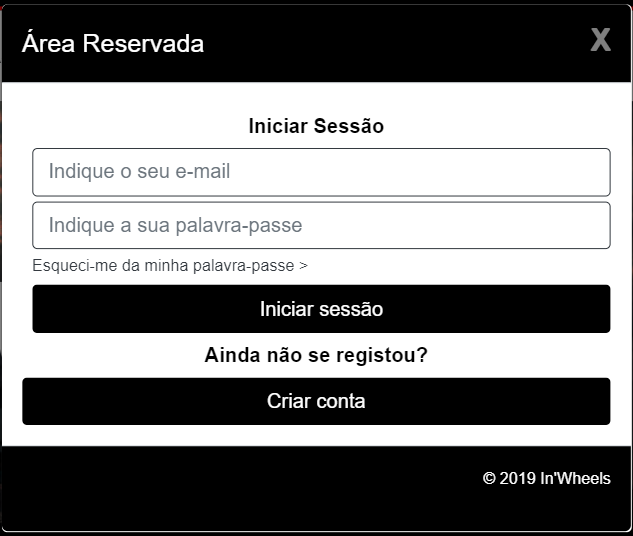 Área Reservada
X
Iniciar Sessão
Indique o seu e-mail
Indique a sua palavra-passe
Esqueci-me da minha palavra-passe >
Iniciar sessão
Ainda não se registou?
Criar conta
© 2019 In'Wheels